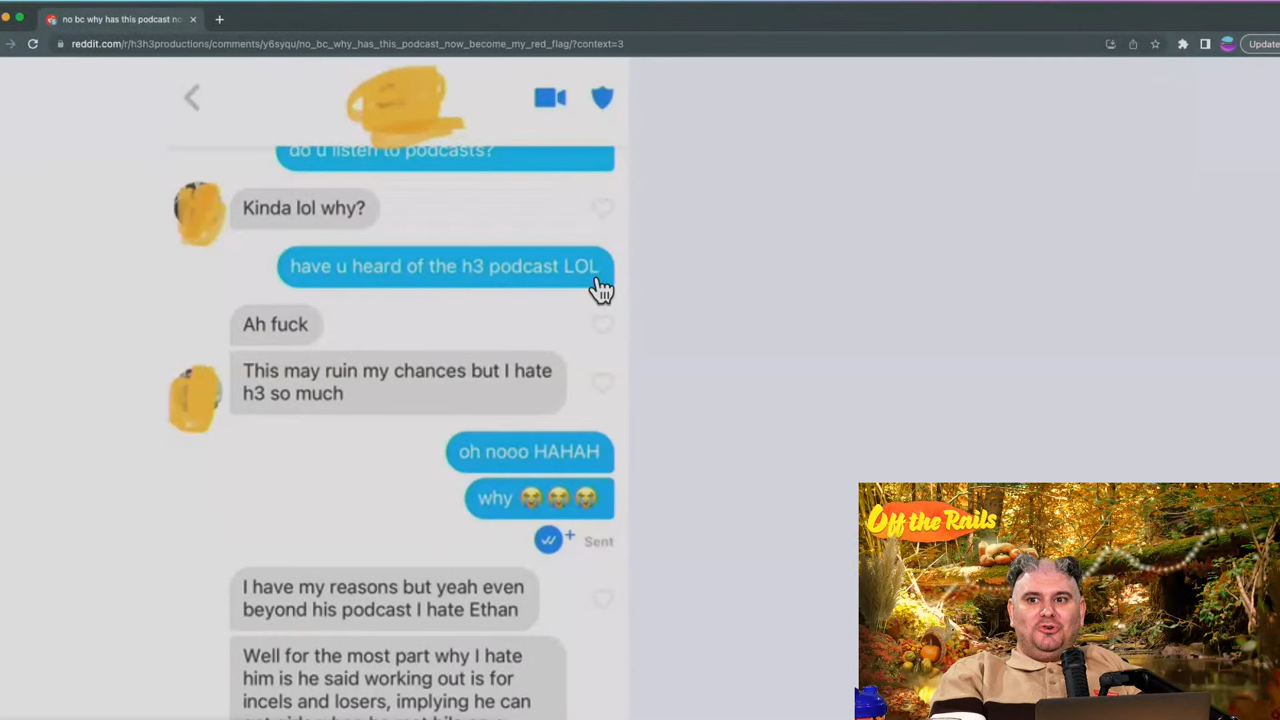 no bc why has this podcast no
reddit.com/r/h3h3productions/comments/y6syqu/no_bc_why_has_this_podcast_now_become_my_red_flag/?context=3
Update
do u listen to podcasts?
Kinda lol why?
have u heard of the h3 podcast LOL
Ah fuck
This may ruin my chances but I hate
h3 so much
oh nooo HAHAH
why 😭😭😭
Sent
I have my reasons but yeah even
beyond his podcast I hate Ethan
Well for the most part why I hate
him is he said working out is for
incels and losers, implying he can
Off the Rails